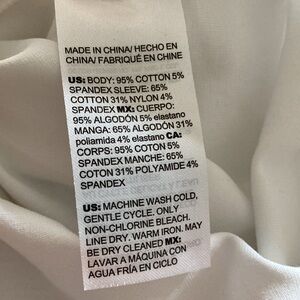 MADE IN CHINA/ HECHO EN
CHINA/ FABRIQUÉ EN CHINE
US: BODY: 95% COTTON 5%
SPANDEX SLEEVE: 65%
COTTON 31% NYLON 4%
SPANDEX MX: CUERPO:
95% ALGODÓN 5% elastano
MANGA: 65% ALGODÓN 31%
poliamida 4% elastano CA:
CORPS: 95% COTON 5%
SPANDEX MANCHE: 65%
COTON 31% POLYAMIDE 4%
SPANDEX
US: MACHINE WASH COLD,
GENTLE CYCLE. ONLY
NON-CHLORINE BLEACH.
LINE DRY. WARM IRON. MAY
BE DRY CLEANED MX:
LAVAR A MÁQUINA CON
AGUA FRÍA EN CICLO